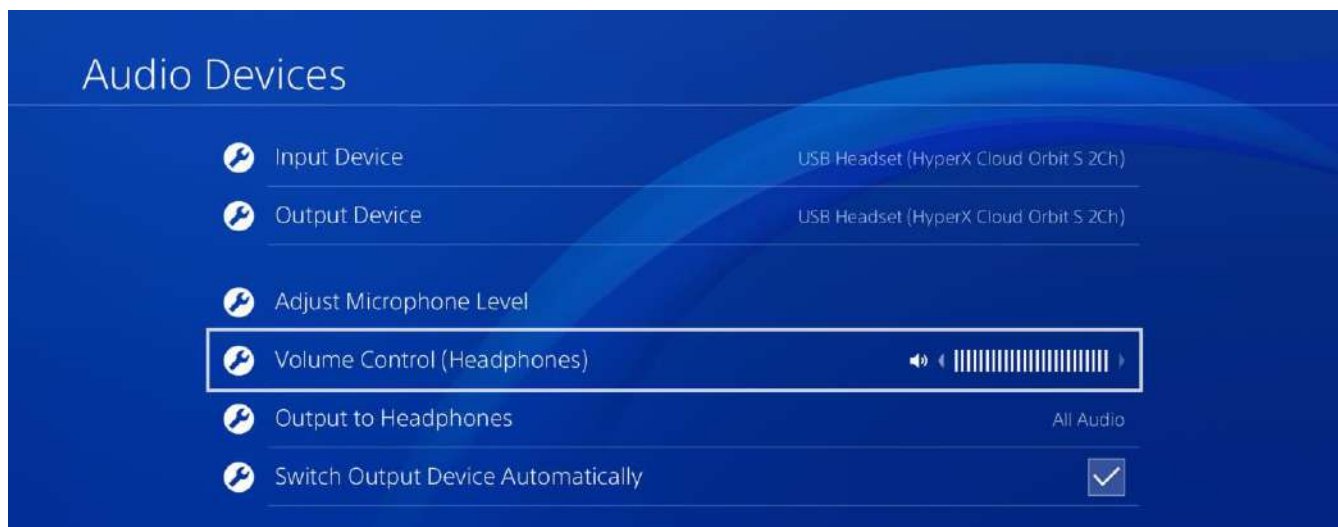 Audio Devices
Input Device USB Headset (HyperX Cloud Orbit S 2Ch)
Output Device USB Headset (HyperX Cloud Orbit S 2Ch)
Adjust Microphone Level
Volume Control (Headphones)
Output to Headphones All Audio
Switch Output Device Automatically